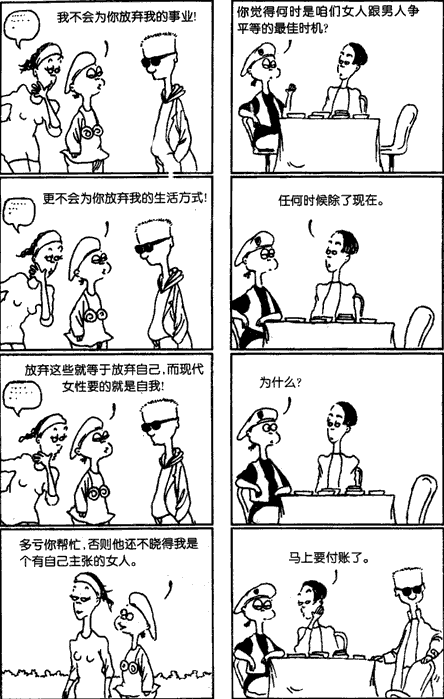 我不会为你放弃我的事业!
更不会为你放弃我的生活方式!
放弃这些就等于放弃自己,而现代
女性要的就是自我!
多亏你帮忙,否则他还不晓得我是
个有自己主张的女人。
你觉得何时是咱们女人跟男人争
平等的最佳时机?
任何时候除了现在。
为什么?
马上要付账了。